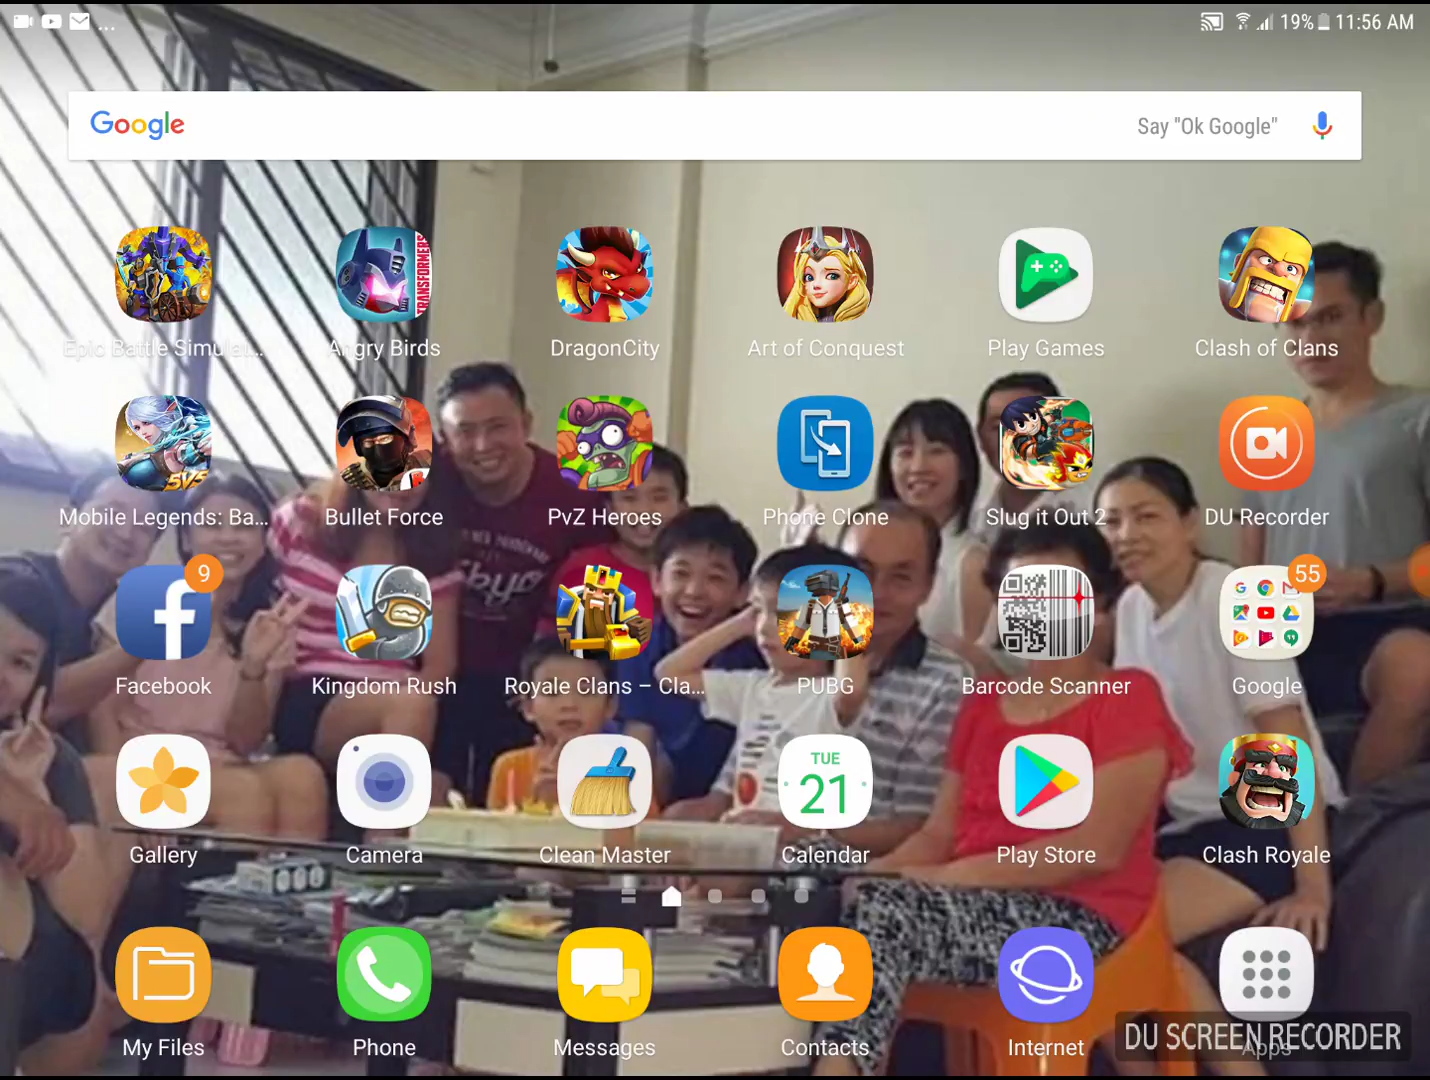 ... 19% 11:56 AM
Google Say "Ok Google"
TRANSFORMERS
Epic Battle Simulat... Angry Birds DragonCity Art of Conquest Play Games Clash of Clans
5V5
Mobile Legends: Ba... Bullet Force PvZ Heroes Phone Clone Slug it Out 2 DU Recorder
9 55
Facebook Kingdom Rush Royale Clans – Cla... PUBG Barcode Scanner Google
TUE
21
Gallery Camera Clean Master Calendar Play Store Clash Royale
My Files Phone Messages Contacts Internet Apps
DU SCREEN RECORDER